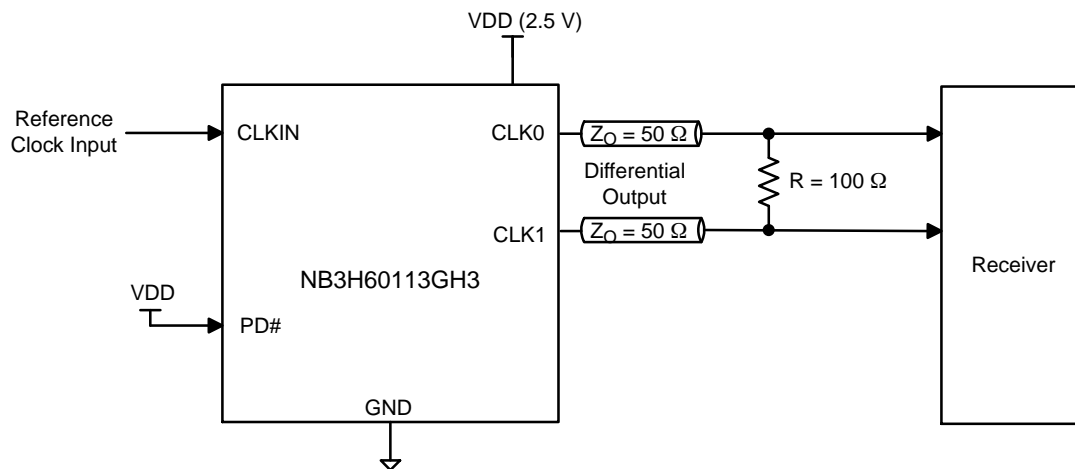 VDD (2.5 V)
Reference
Clock Input
CLKIN
CLK0
Z_O = 50 Ω
Differential
Output
R = 100 Ω
CLK1
Z_O = 50 Ω
Receiver
NB3H60113GH3
VDD
PD#
GND